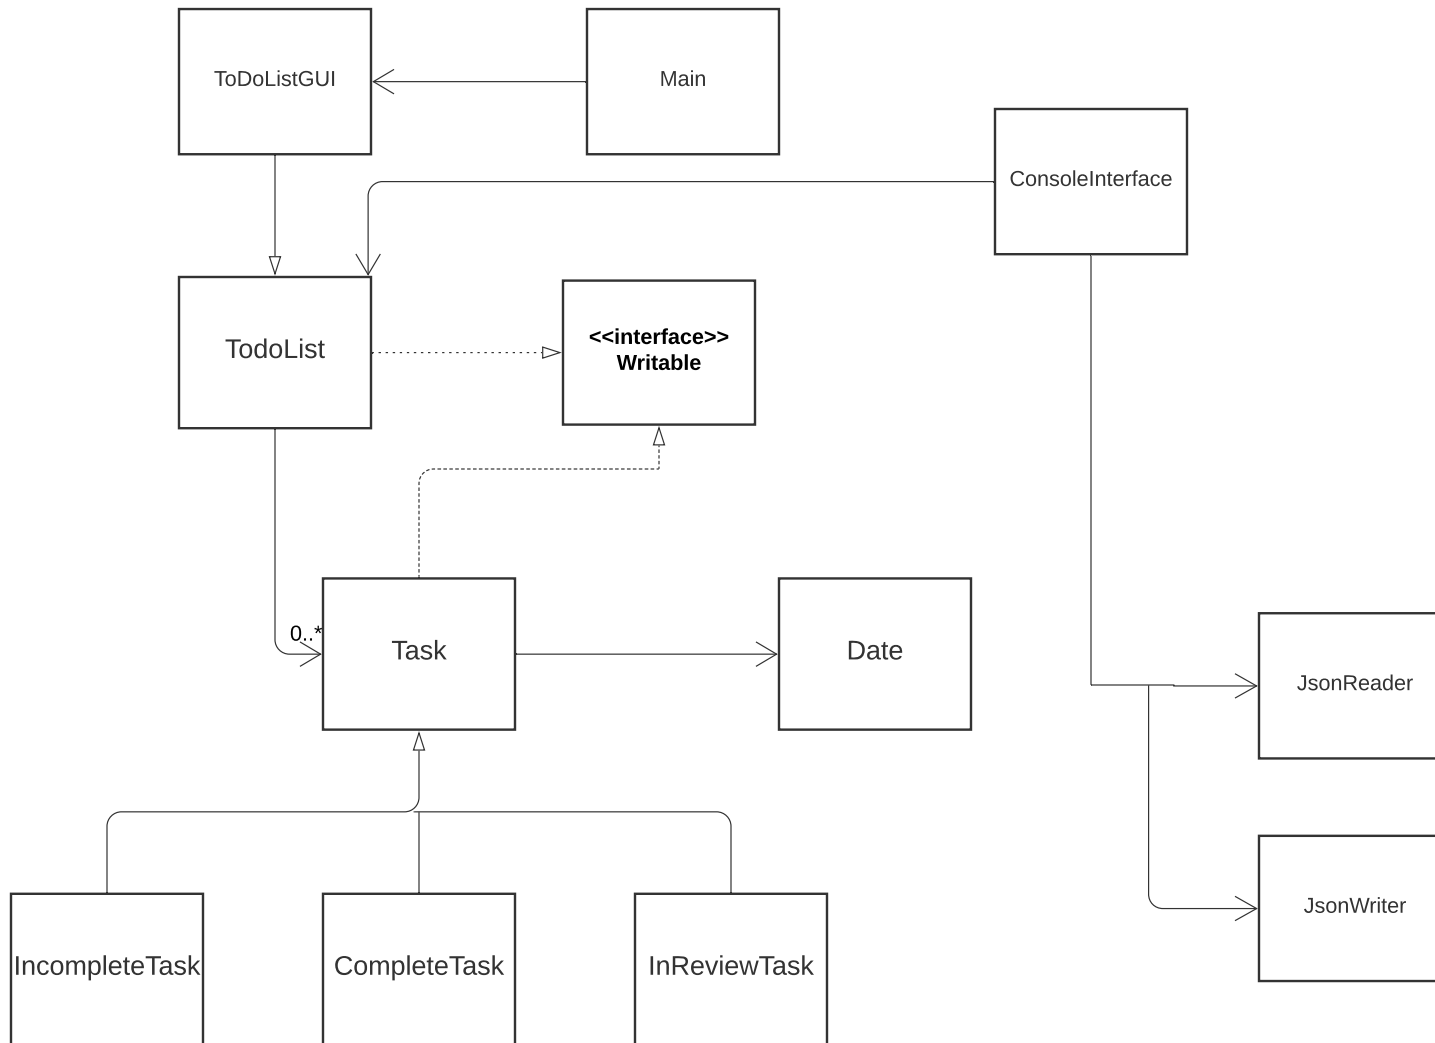 ToDoListGUI
Main
ConsoleInterface
TodoList
<<interface>>
Writable
0..*
Task
Date
JsonReader
JsonWriter
IncompleteTask
CompleteTask
InReviewTask